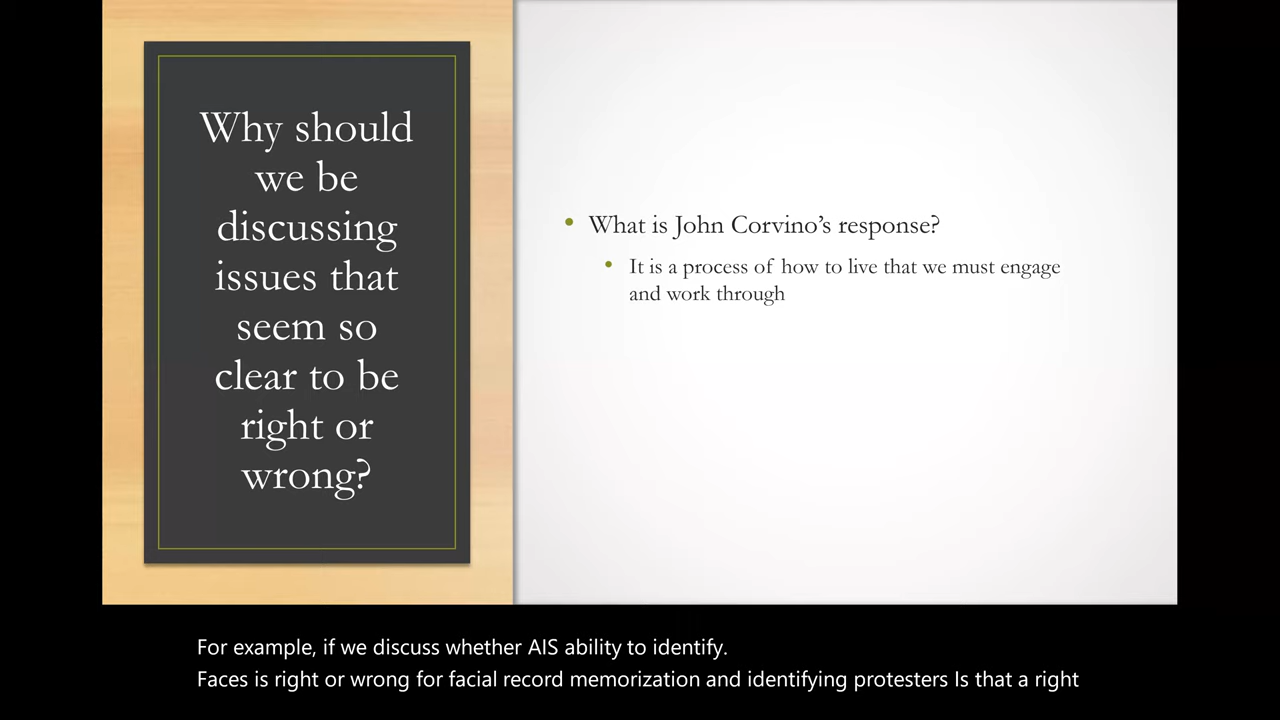 Why should
we be
discussing
issues that
seem so
clear to be
right or
wrong?
• What is John Corvino’s response?
• It is a process of how to live that we must engage
and work through
For example, if we discuss whether AIS ability to identify.
Faces is right or wrong for facial record memorization and identifying protesters Is that a right